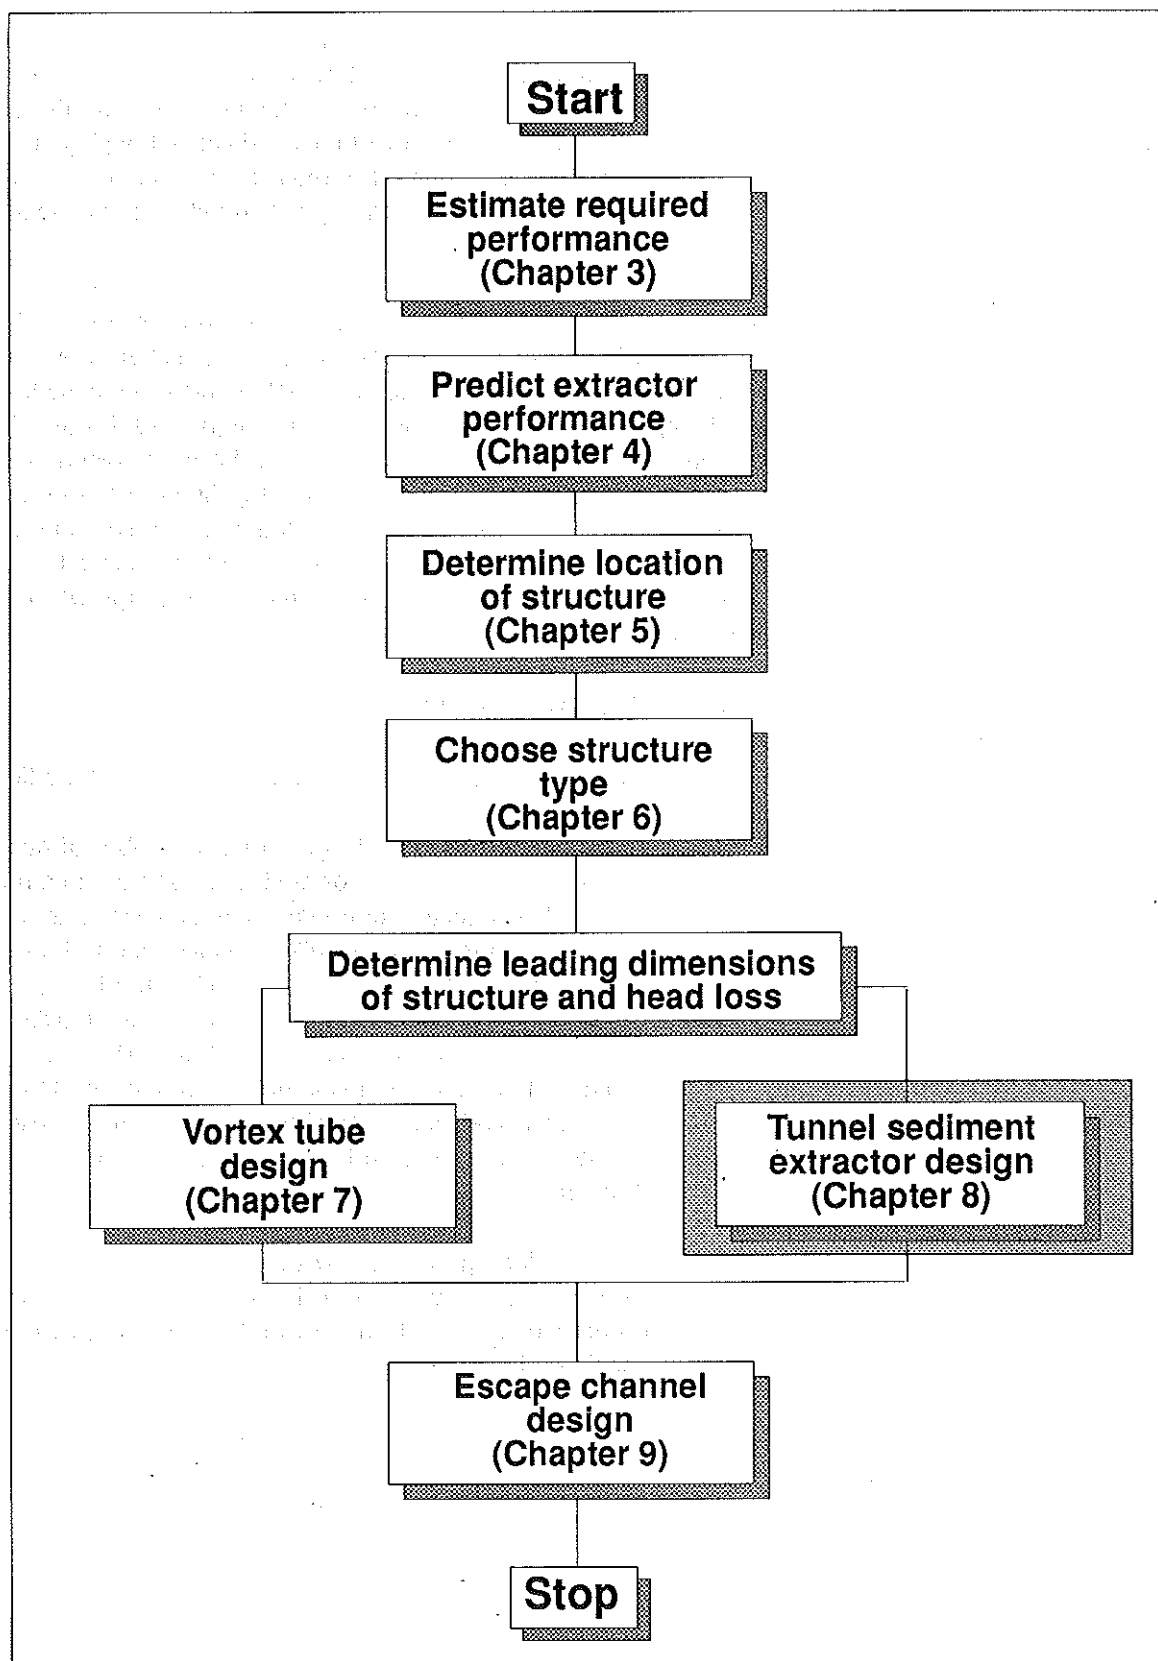 Start
Estimate required
performance
(Chapter 3)
Predict extractor
performance
(Chapter 4)
Determine location
of structure
(Chapter 5)
Choose structure
type
(Chapter 6)
Determine leading dimensions
of structure and head loss
Vortex tube
design
(Chapter 7)
Tunnel sediment
extractor design
(Chapter 8)
Escape channel
design
(Chapter 9)
Stop